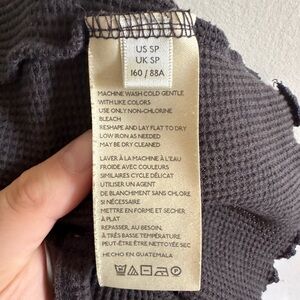 US SP
UK SP
160 / 88A
MACHINE WASH COLD GENTLE
WITH LIKE COLORS
USE ONLY NON-CHLORINE
BLEACH
RESHAPE AND LAY FLAT TO DRY
LOW IRON AS NEEDED
MAY BE DRY CLEANED
LAVER À LA MACHINE À L'EAU
FROIDE AVEC COULEURS
SIMILAIRES CYCLE DÉLICAT
UTILISER UN AGENT
DE BLANCHIMENT SANS CHLORE
SI NÉCESSAIRE
METTRE EN FORME ET SÉCHER
À PLAT
REPASSER, AU BESOIN,
À TRÈS BASSE TEMPÉRATURE
PEUT-ÊTRE ÊTRE NETTOYÉ SEC
HECHO EN GUATEMALA